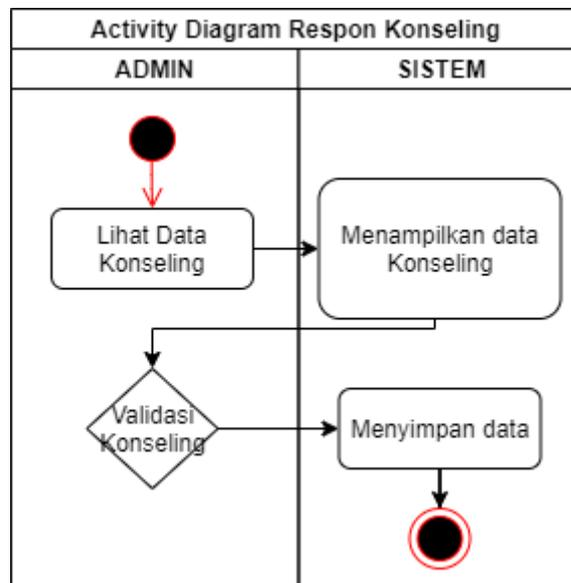 Activity Diagram Respon Konseling
ADMIN
SISTEM
Lihat Data
Konseling
Menampilkan data
Konseling
Validasi
Konseling
Menyimpan data